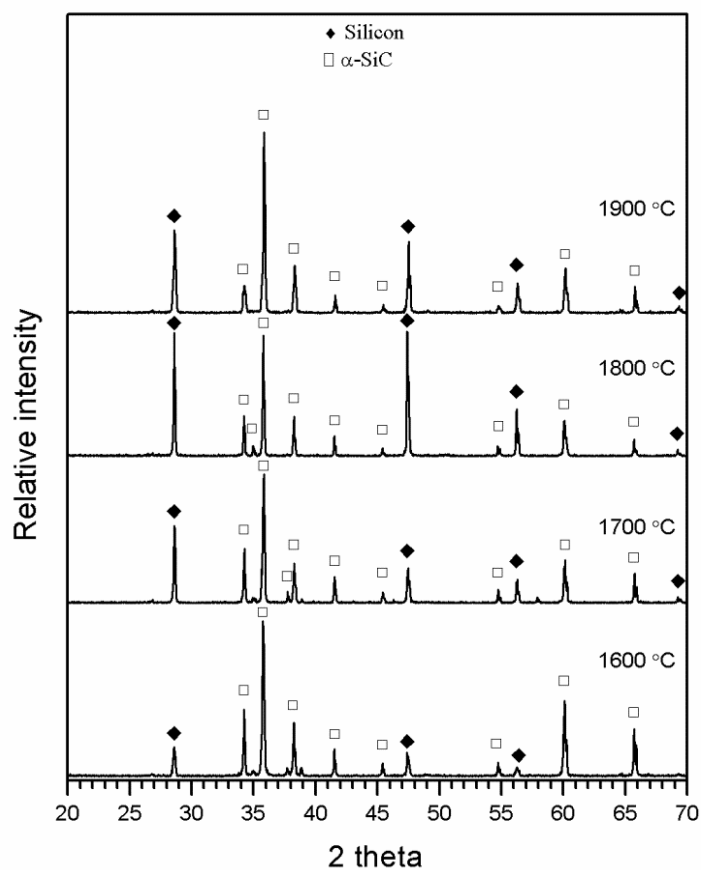 ◆ Silicon
□ α-SiC
1900 °C
1800 °C
1700 °C
1600 °C
Relative intensity
20 25 30 35 40 45 50 55 60 65 70
2 theta